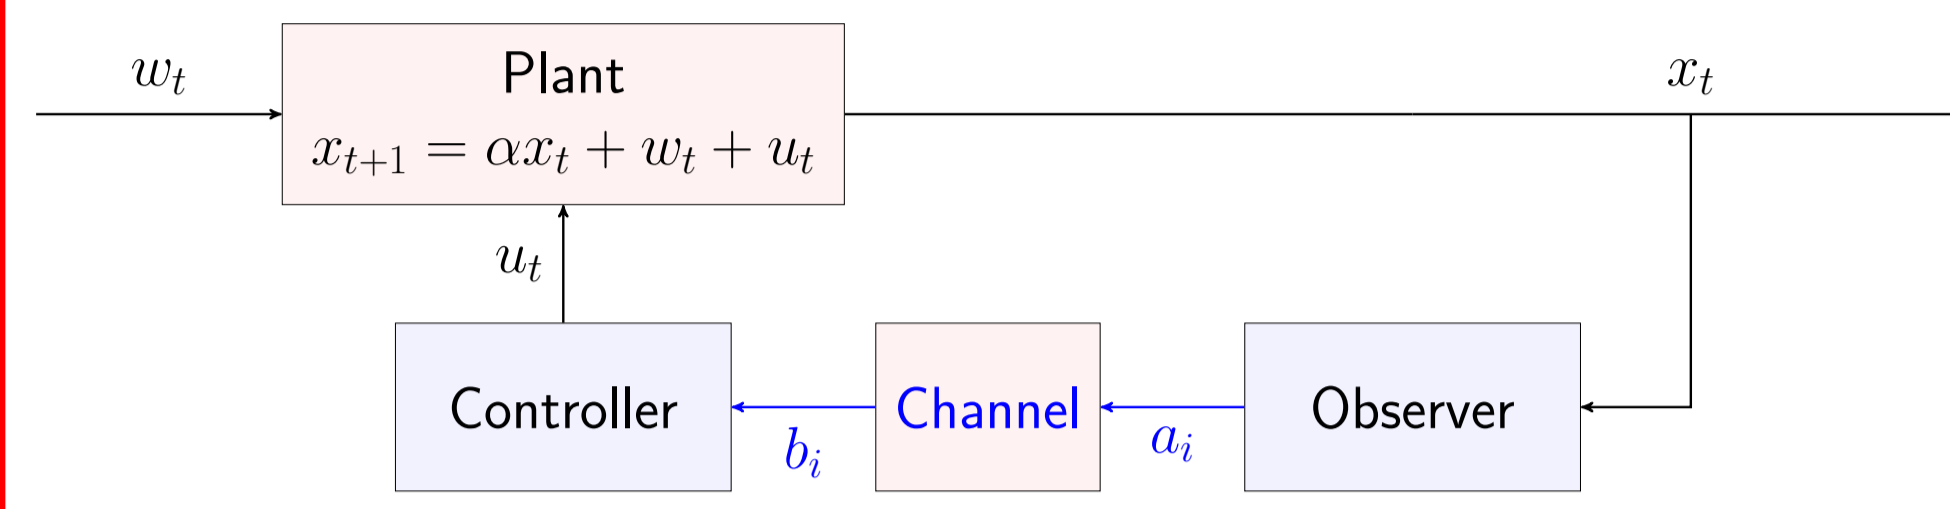 w_t
Plant
x_t
x_{t+1} = αx_t + w_t + u_t
u_t
Controller
Channel
Observer
b_i
a_i